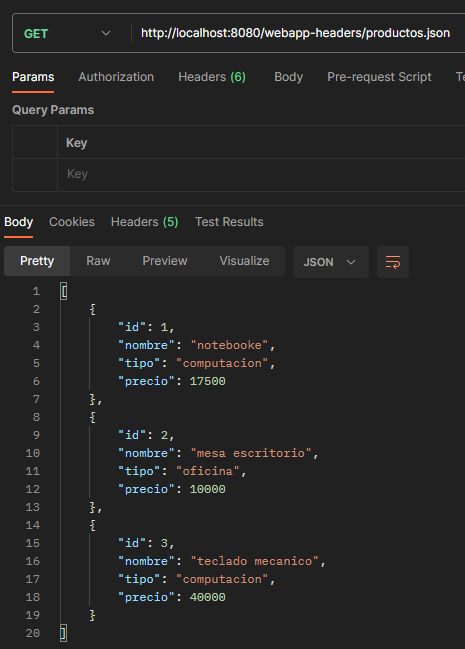 GET http://localhost:8080/webapp-headers/productos.json
Params Authorization Headers (6) Body Pre-request Script Te
Query Params
Key
Key
Body Cookies Headers (5) Test Results
Pretty Raw Preview Visualize JSON
1 [
2 {
3 "id": 1,
4 "nombre": "notebooke",
5 "tipo": "computacion",
6 "precio": 17500
7 },
8 {
9 "id": 2,
10 "nombre": "mesa escritorio",
11 "tipo": "oficina",
12 "precio": 10000
13 },
14 {
15 "id": 3,
16 "nombre": "teclado mecanico",
17 "tipo": "computacion",
18 "precio": 40000
19 }
20 ]